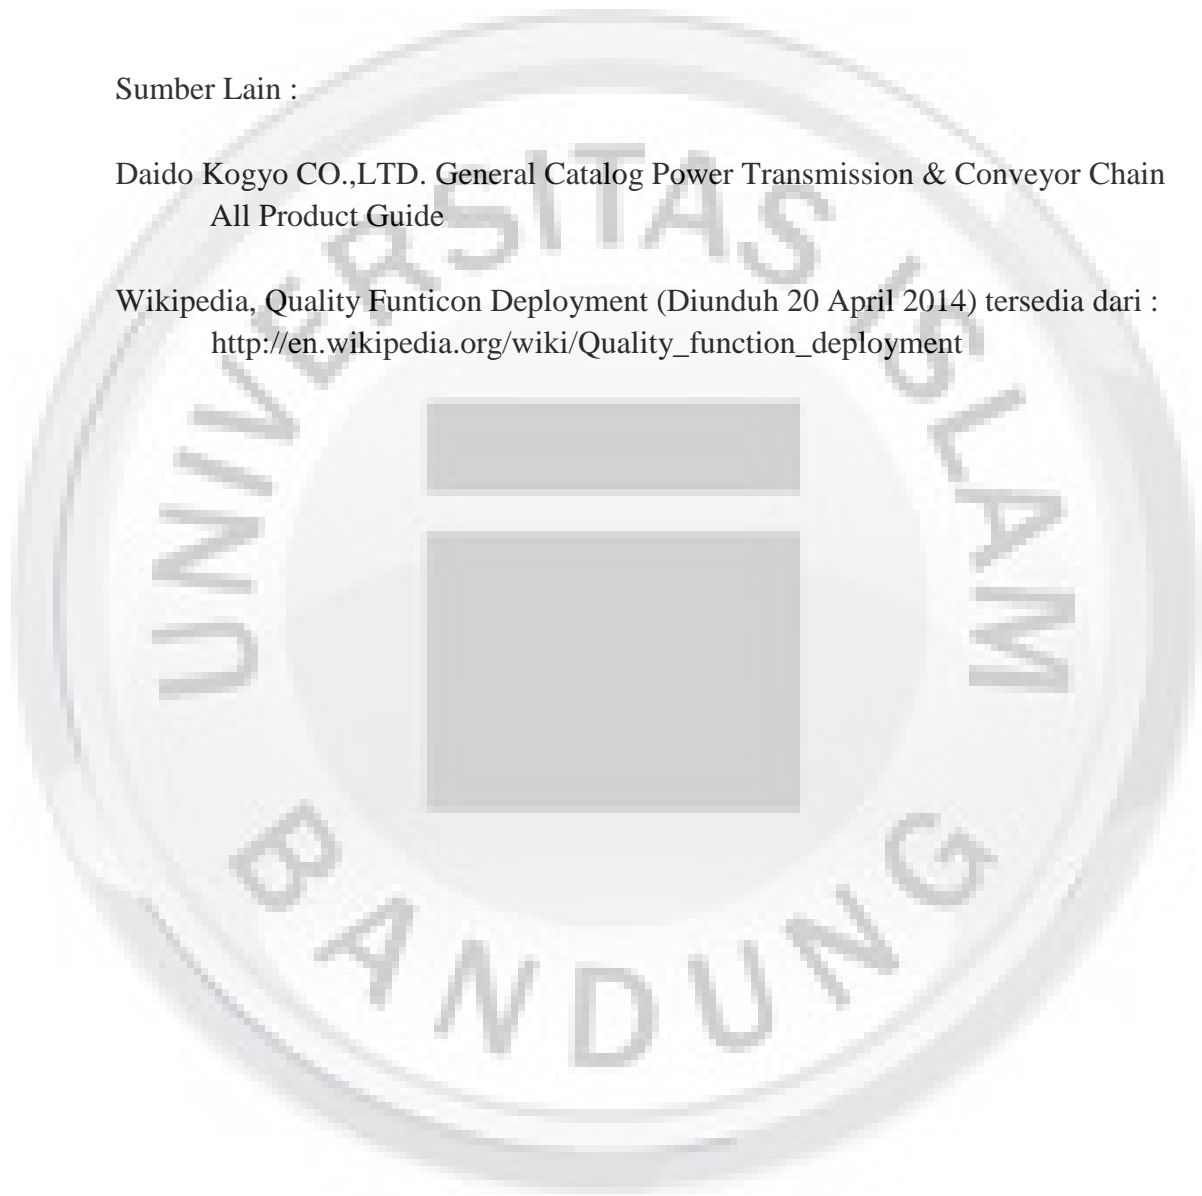 Sumber Lain :
Daido Kogyo CO.,LTD. General Catalog Power Transmission & Conveyor Chain
All Product Guide
Wikipedia, Quality Funticon Deployment (Diunduh 20 April 2014) tersedia dari :
http://en.wikipedia.org/wiki/Quality_function_deployment
UNIVERSITAS ISLAM
BANDUNG